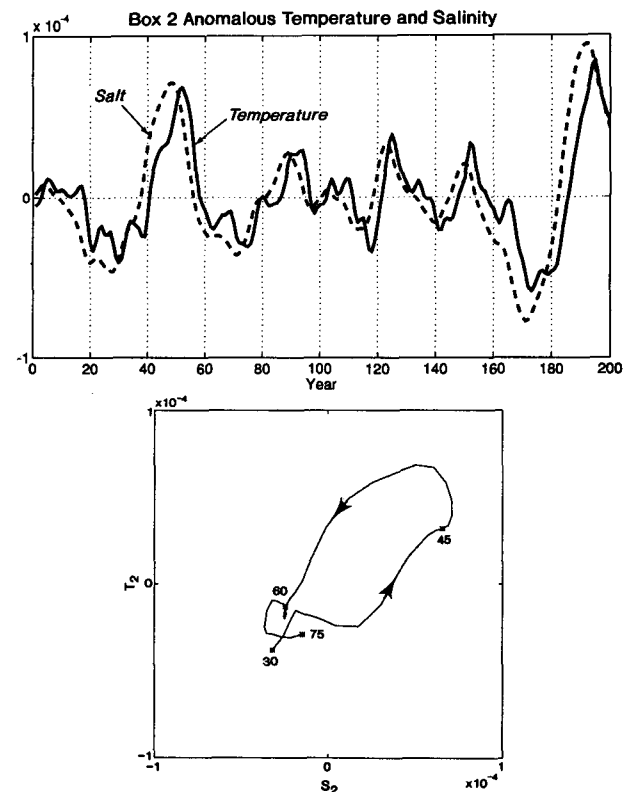 Box 2 Anomalous Temperature and Salinity
1 x 10⁻⁴
Salt
Temperature
0
-1
0 20 40 60 80 100 120 140 160 180 200
Year
1 x10⁻⁴
45
T₂ 0
60
75
30
-1
-1 0 1
S₂ x10⁻⁴